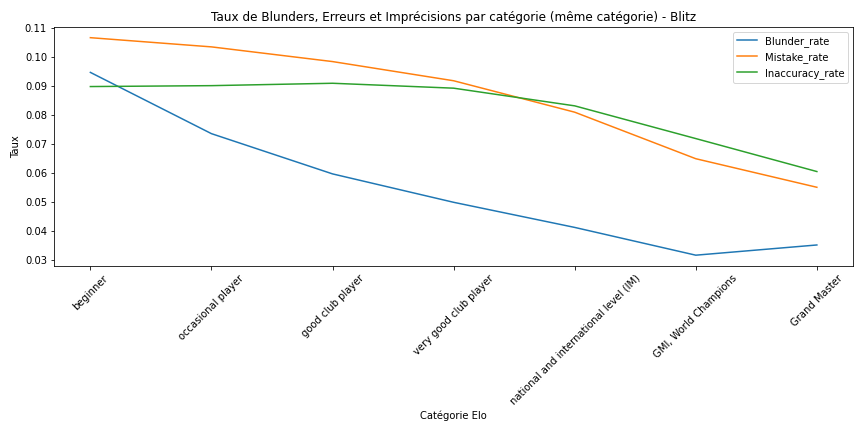 Taux de Blunders, Erreurs et Imprécisions par catégorie (même catégorie) - Blitz
Blunder_rate
Mistake_rate
Inaccuracy_rate
Taux
0.11
0.10
0.09
0.08
0.07
0.06
0.05
0.04
0.03
beginner
occasional player
good club player
very good club player
national and international level (IM)
GMI, World Champions
Grand Master
Catégorie Elo